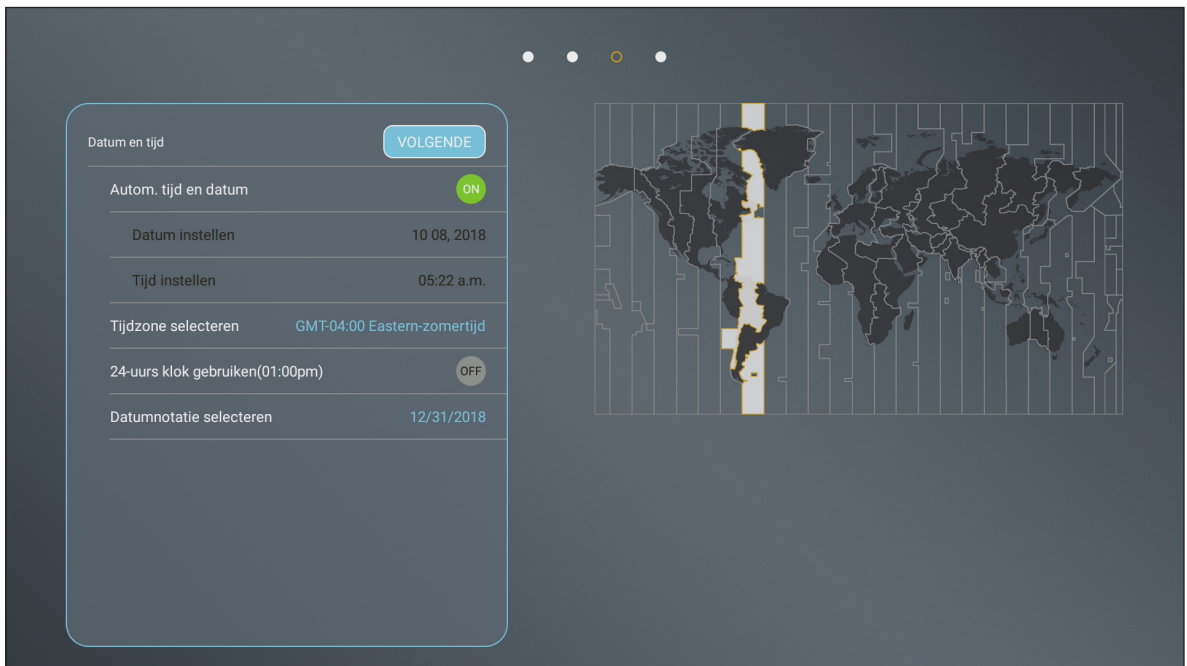 Datum en tijd VOLGENDE
Autom. tijd en datum ON
Datum instellen 10 08, 2018
Tijd instellen 05:22 a.m.
Tijdzone selecteren GMT-04:00 Eastern-zomertijd
24-uurs klok gebruiken(01:00pm) OFF
Datumnotatie selecteren 12/31/2018